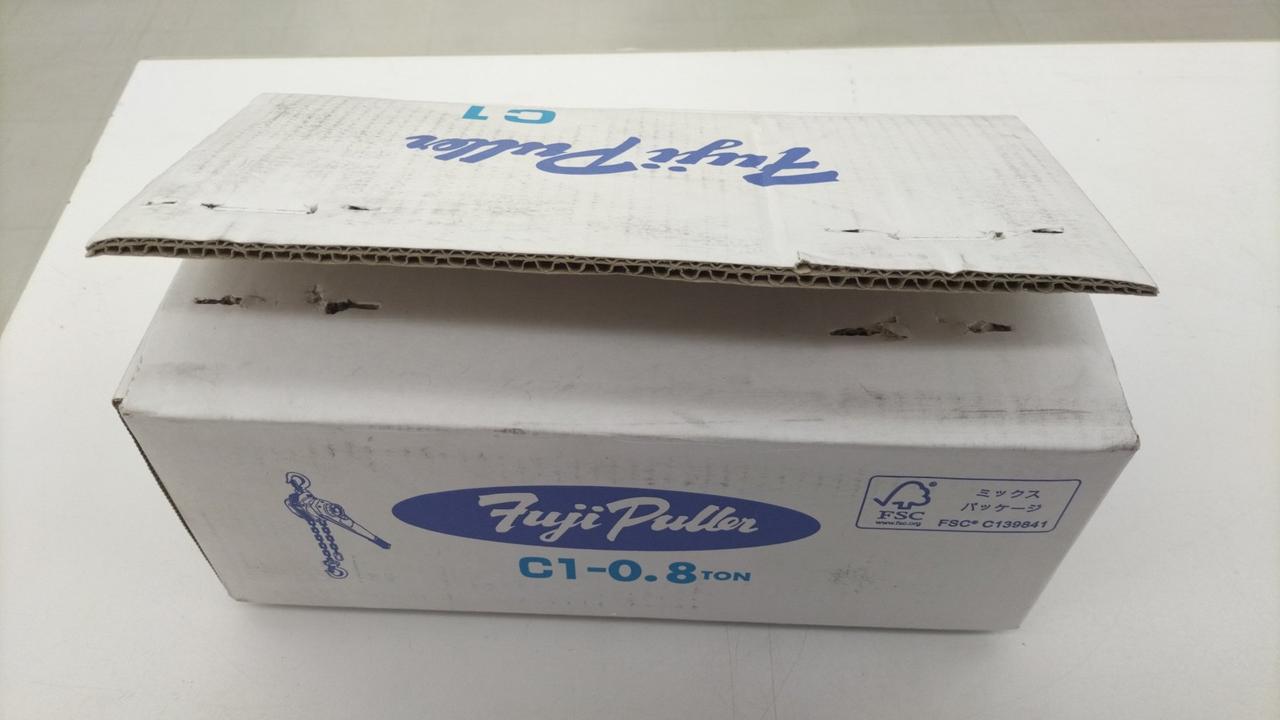 C1
Fuji Puller
Fuji Puller
C1-0.8TON
FSC®
www.fsc.org
ミックス
パッケージ
FSC® C139841